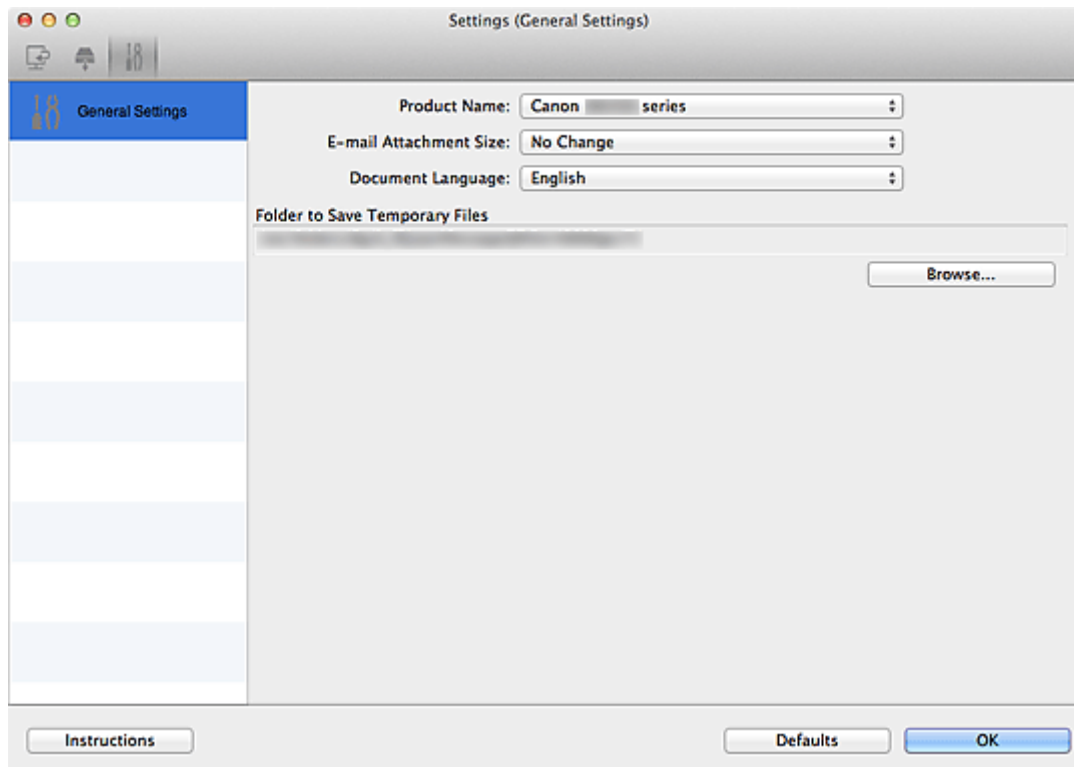 Settings (General Settings)
General Settings
Product Name: Canon series
E-mail Attachment Size: No Change
Document Language: English
Folder to Save Temporary Files
Browse...
Instructions Defaults OK